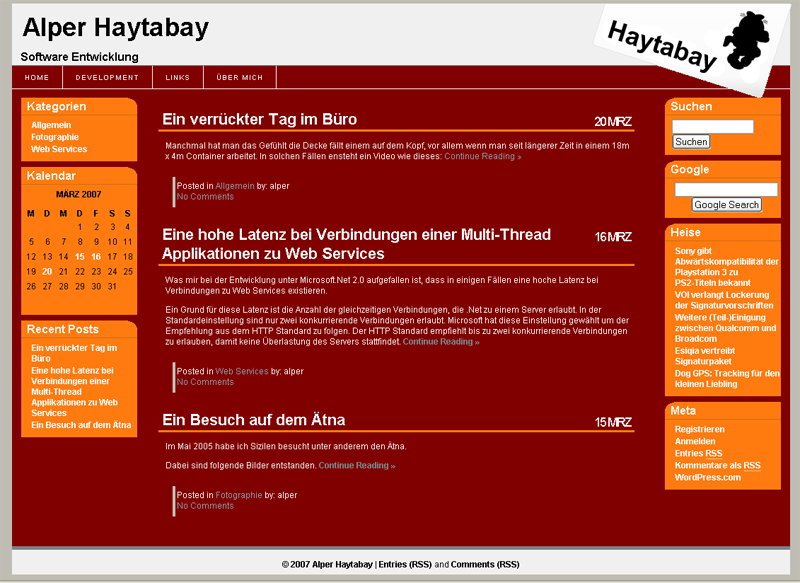 Alper Haytabay
Software Entwicklung
Haytabay
HOME DEVELOPMENT LINKS ÜBER MICH
Kategorien
Allgemein
Fotographie
Web Services
Kalendar
MÄRZ 2007
M D M D F S S
1 2 3 4
5 6 7 8 9 10 11
12 13 14 15 16 17 18
19 20 21 22 23 24 25
26 27 28 29 30 31
Recent Posts
Ein verrückter Tag im
Büro
Eine hohe Latenz bei
Verbindungen einer
Multi-Thread
Applikationen zu Web
Services
Ein Besuch auf dem Ätna
Ein verrückter Tag im Büro 20 MRZ
Manchmal hat man das Gefühlt die Decke fällt einem auf dem Kopf, vor allem wenn man seit längerer Zeit in einem 18m
x 4m Container arbeitet. In solchen Fällen ensteht ein Video wie dieses: Continue Reading »
Posted in Allgemein by: alper
No Comments
Eine hohe Latenz bei Verbindungen einer Multi-Thread 16 MRZ
Applikationen zu Web Services
Was mir bei der Entwicklung unter Microsoft.Net 2.0 aufgefallen ist, dass in einigen Fällen eine hoche Latenz bei
Verbindungen zu Web Services existieren.
Ein Grund für diese Latenz ist die Anzahl der gleichzeitigen Verbindungen, die .Net zu einem Server erlaubt. In der
Standardeinstellung sind nur zwei konkurrierende Verbindungen erlaubt. Microsoft hat diese Einstellung gewählt um der
Empfehlung aus dem HTTP Standard zu folgen. Der HTTP Standard empfiehlt bis zu zwei konkurrierende Verbindungen
zu erlauben, damit keine Überlastung des Servers stattfindet. Continue Reading »
Posted in Web Services by: alper
No Comments
Ein Besuch auf dem Ätna 15 MRZ
Im Mai 2005 habe ich Sizilen besucht unter anderem den Ätna.
Dabei sind folgende Bilder entstanden. Continue Reading »
Posted in Fotographie by: alper
No Comments
Suchen
Suchen
Google
Google Search
Heise
Sony gibt
Abwärtskompatibilität der
Playstation 3 zu
PS2-Titeln bekannt
VOI verlangt Lockerung
der Signaturvorschriften
Weitere (Teil-)Einigung
zwischen Qualcomm und
Broadcom
Esiqia vertreibt
Signaturpaket
Dog GPS: Tracking für den
kleinen Liebling
Meta
Registrieren
Anmelden
Entries RSS
Kommentare als RSS
WordPress.com
© 2007 Alper Haytabay | Entries (RSS) and Comments (RSS)